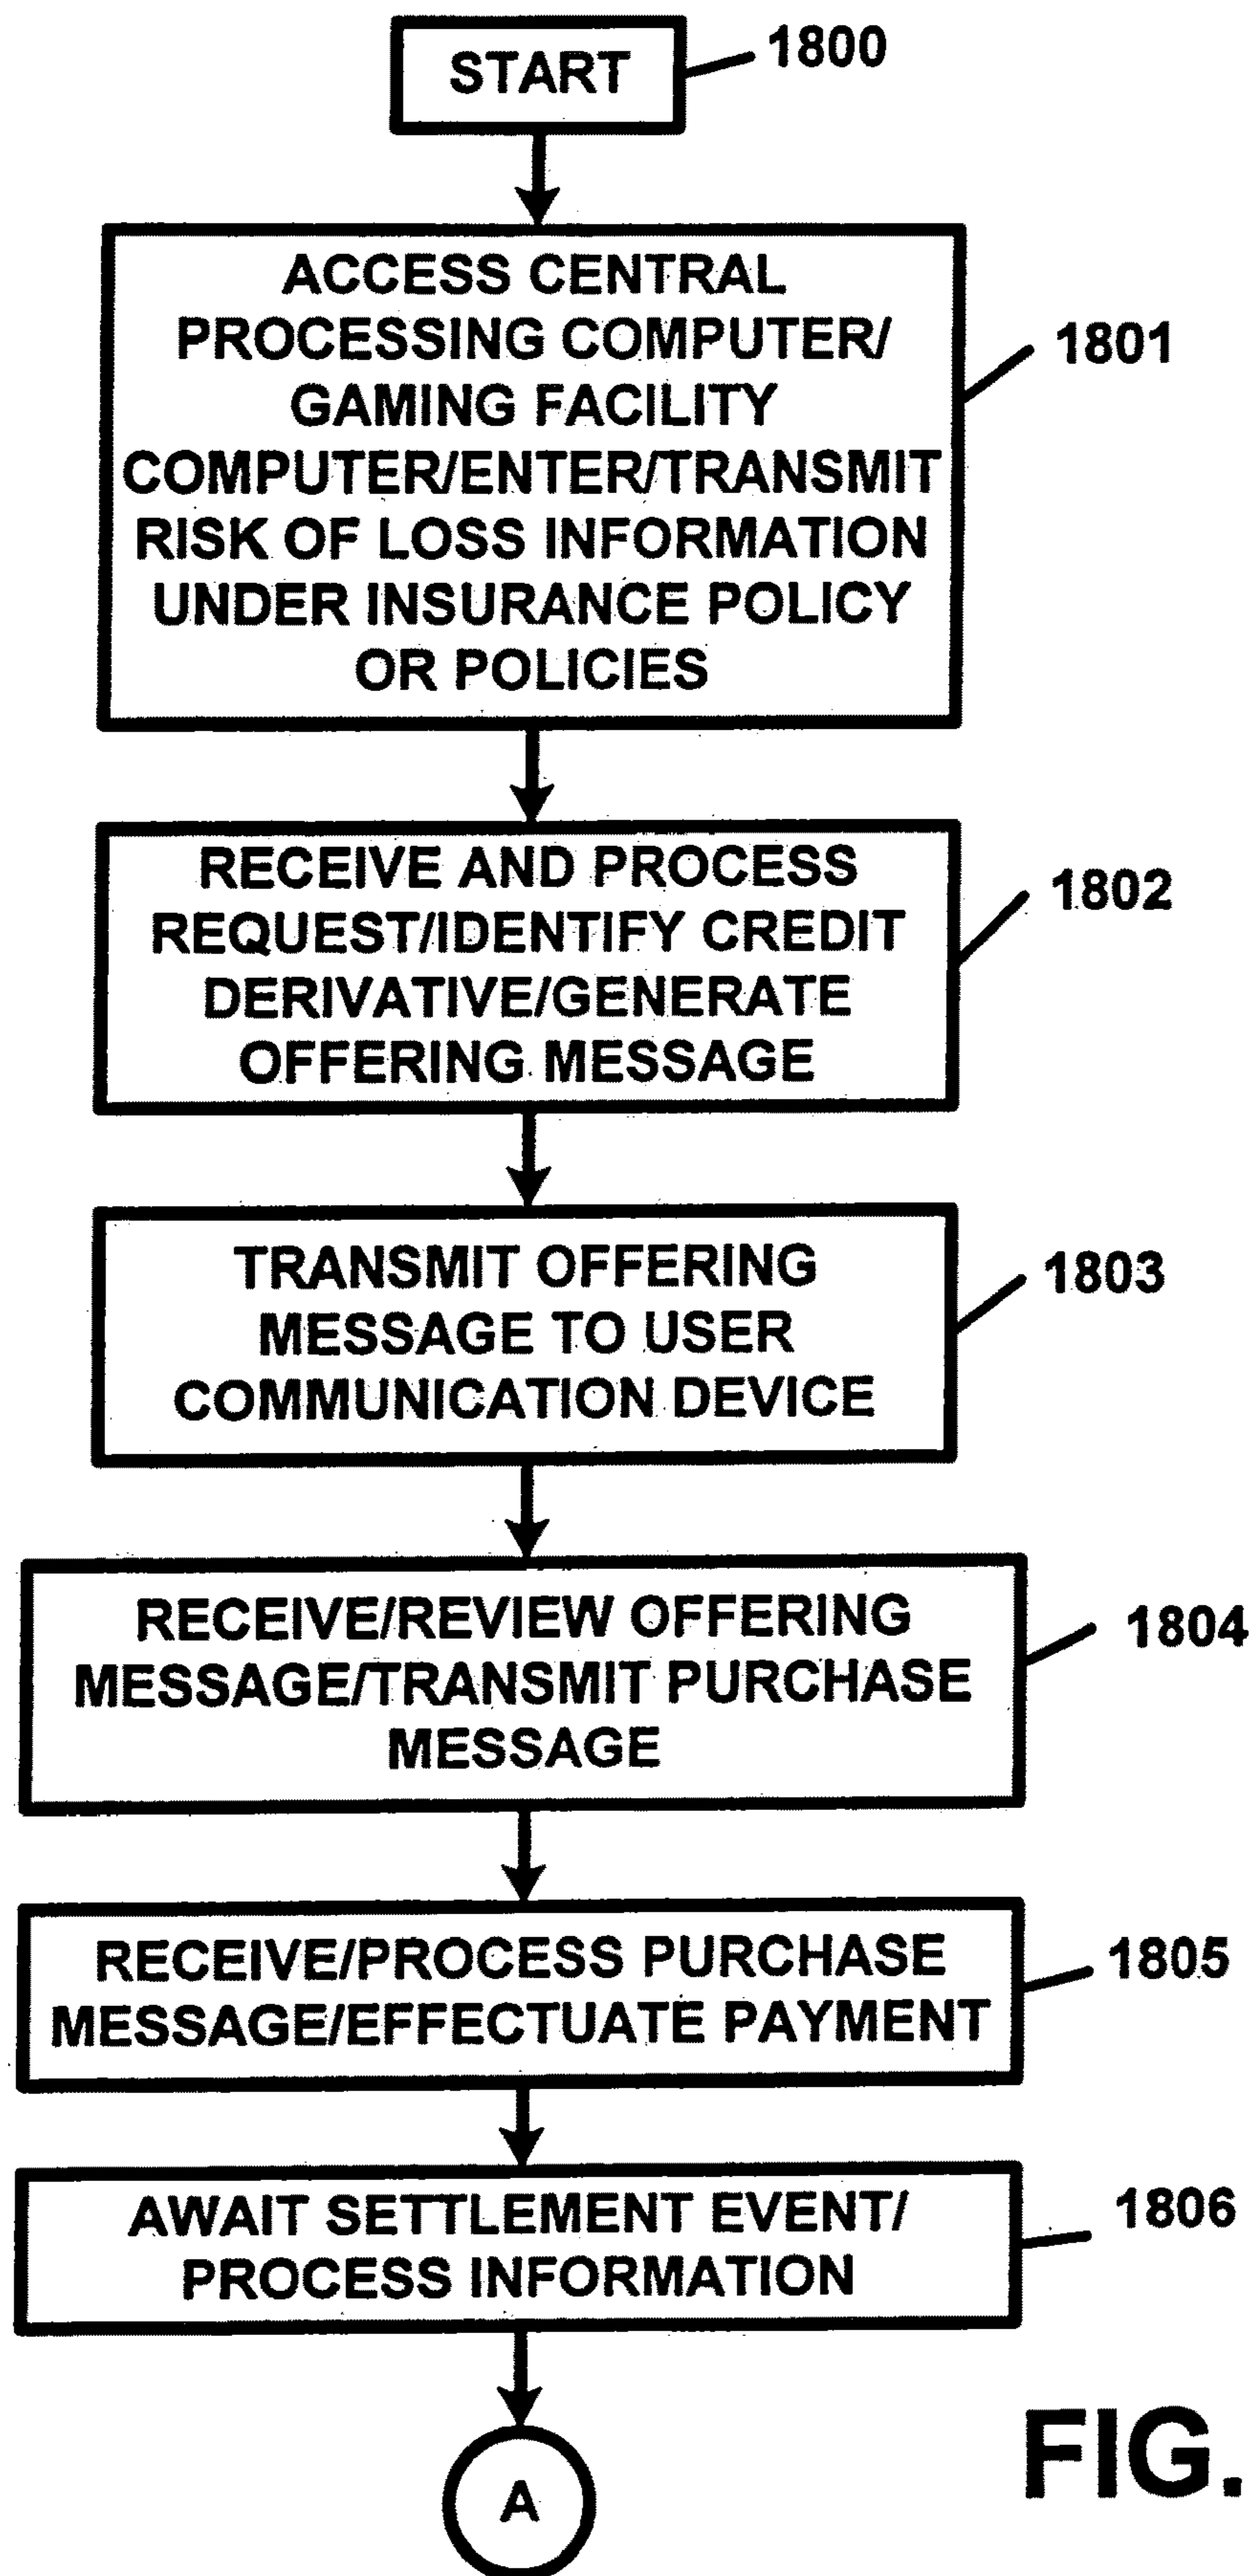 START
1800
ACCESS CENTRAL
PROCESSING COMPUTER/
GAMING FACILITY
COMPUTER/ENTER/TRANSMIT
RISK OF LOSS INFORMATION
UNDER INSURANCE POLICY
OR POLICIES
1801
RECEIVE AND PROCESS
REQUEST/IDENTIFY CREDIT
DERIVATIVE/GENERATE
OFFERING MESSAGE
1802
TRANSMIT OFFERING
MESSAGE TO USER
COMMUNICATION DEVICE
1803
RECEIVE/REVIEW OFFERING
MESSAGE/TRANSMIT PURCHASE
MESSAGE
1804
RECEIVE/PROCESS PURCHASE
MESSAGE/EFFECTUATE PAYMENT
1805
AWAIT SETTLEMENT EVENT/
PROCESS INFORMATION
1806
A
FIG.